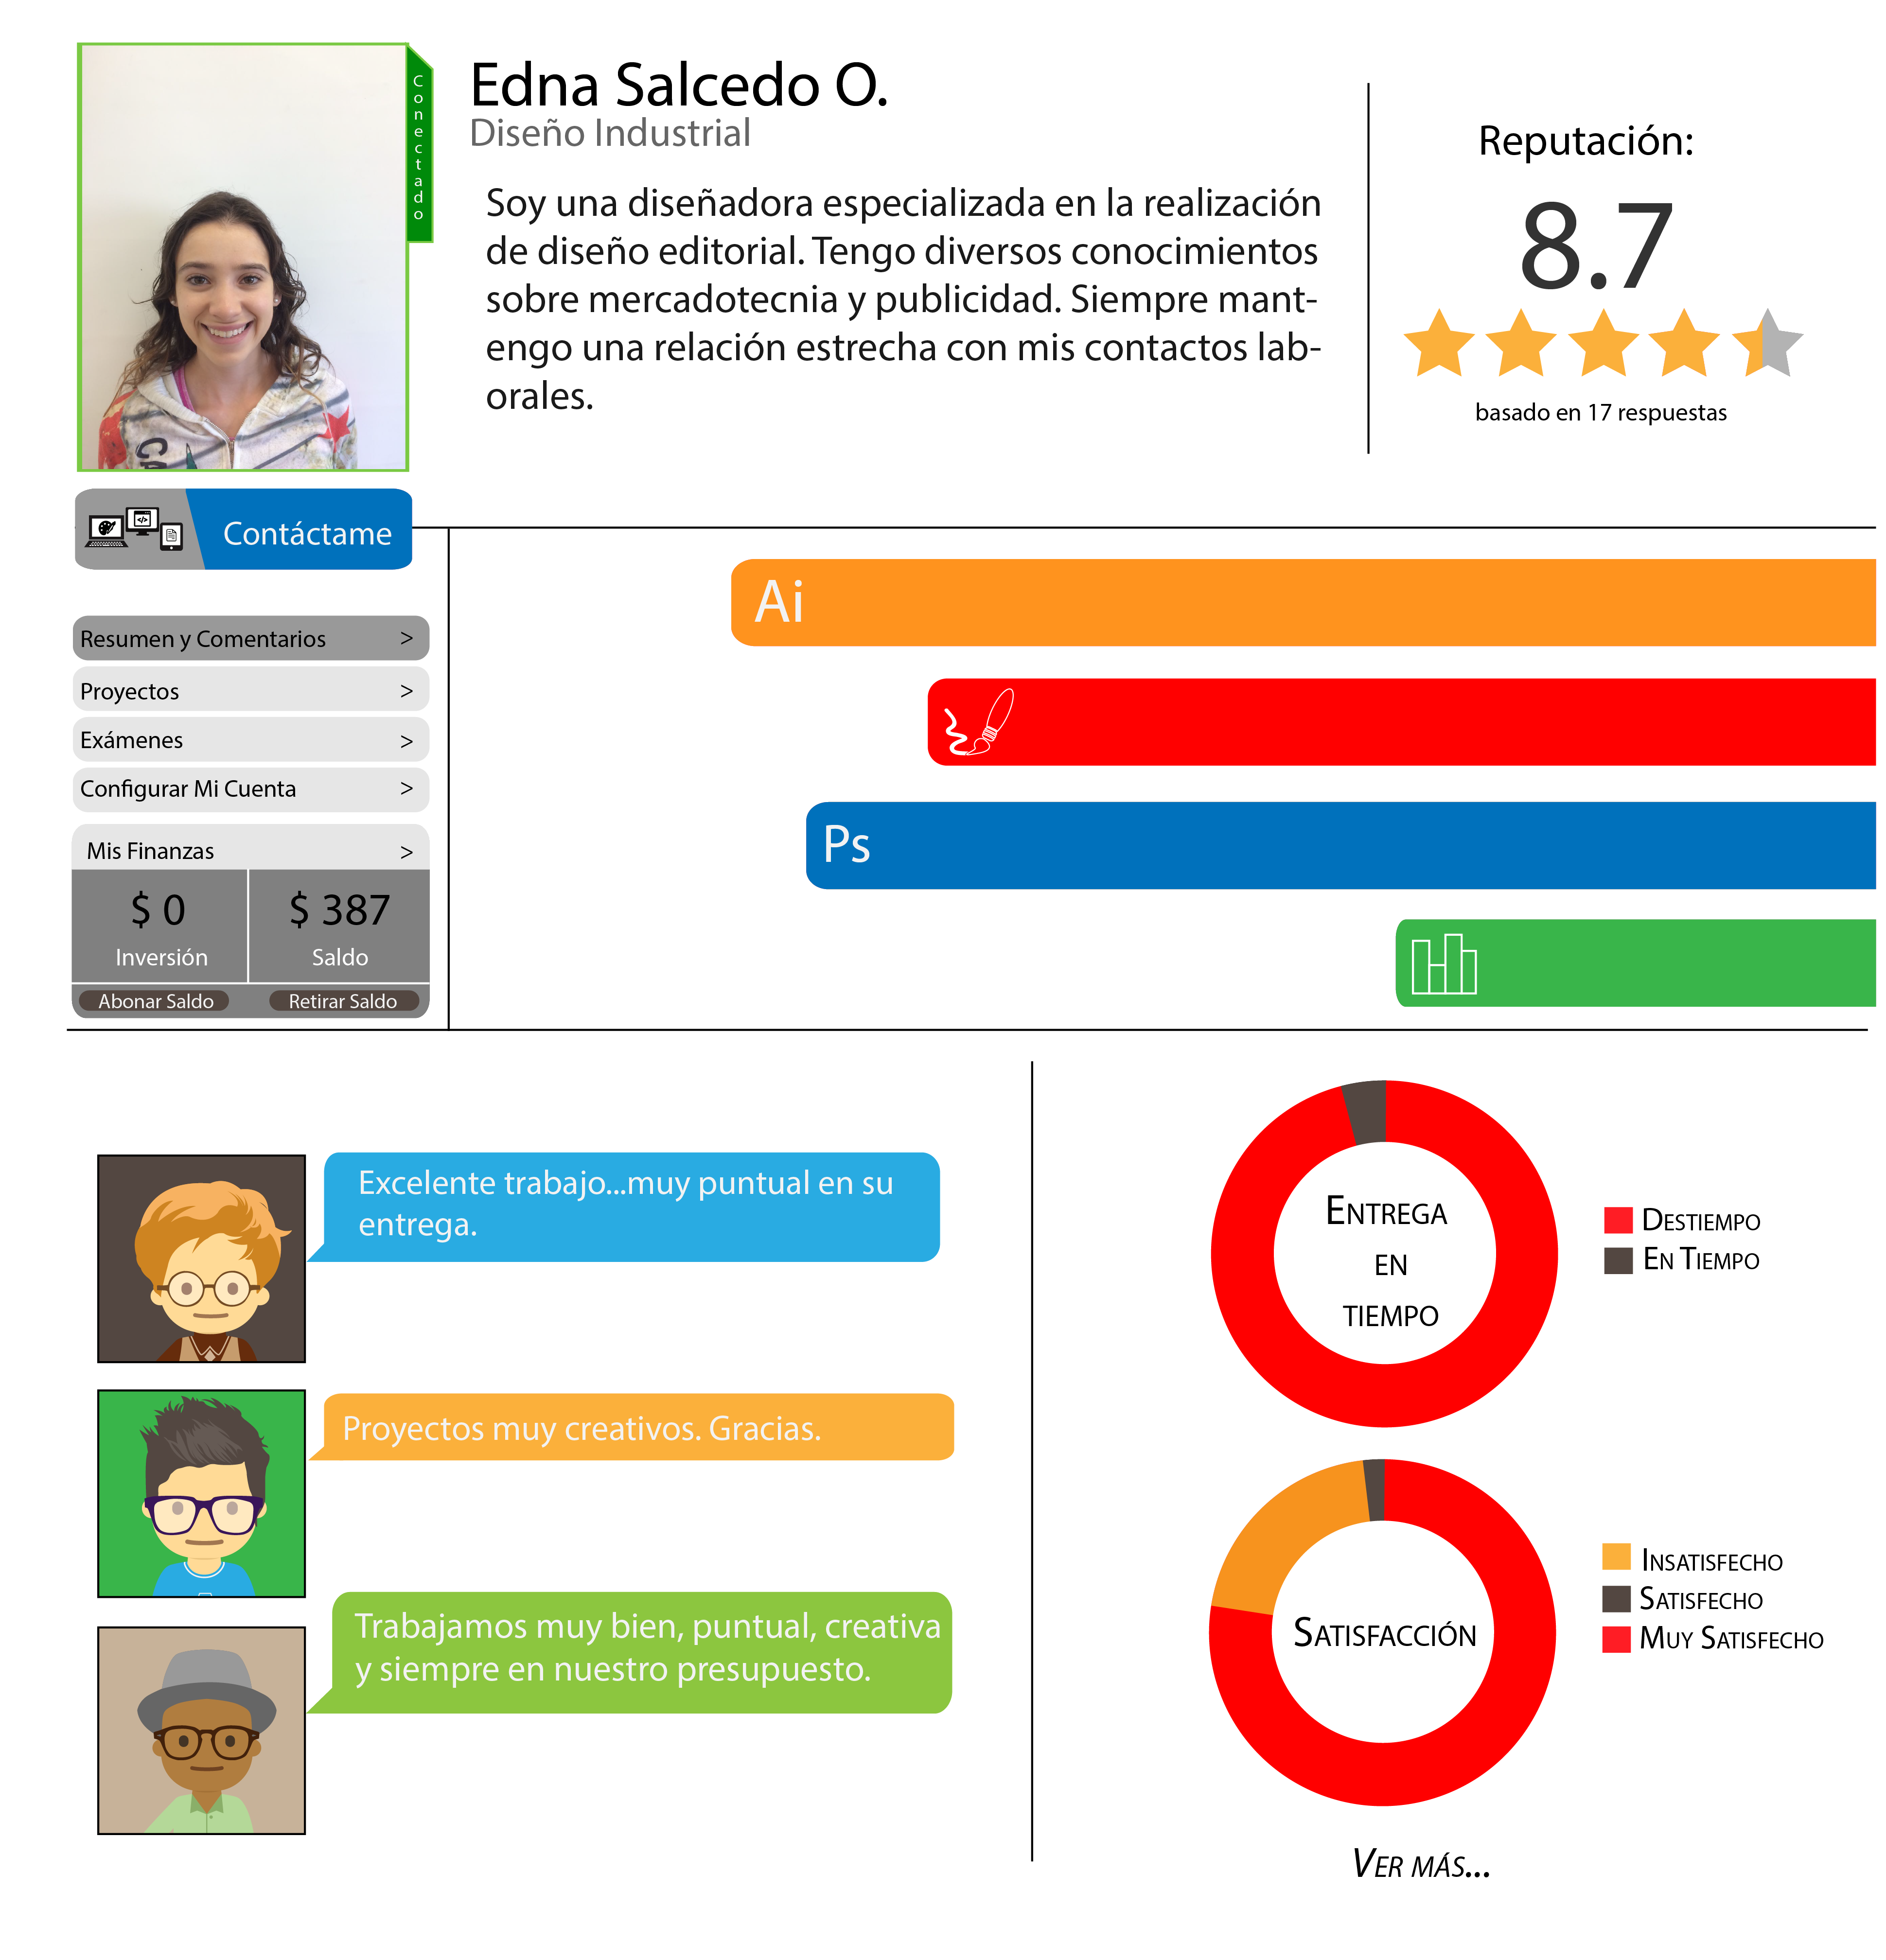 Conectado
Edna Salcedo O.
Diseño Industrial
Soy una diseñadora especializada en la realización
de diseño editorial. Tengo diversos conocimientos
sobre mercadotecnia y publicidad. Siempre mant-
engo una relación estrecha con mis contactos lab-
orales.
Reputación:
8.7
basado en 17 respuestas
Contáctame
Resumen y Comentarios >
Proyectos >
Exámenes >
Configurar Mi Cuenta >
Mis Finanzas >
$ 0
Inversión
$ 387
Saldo
Abonar Saldo
Retirar Saldo
Ai
Ps
Excelente trabajo...muy puntual en su
entrega.
Proyectos muy creativos. Gracias.
Trabajamos muy bien, puntual, creativa
y siempre en nuestro presupuesto.
Entrega
en
tiempo
Destiempo
En Tiempo
Satisfacción
Insatisfecho
Satisfecho
Muy Satisfecho
Ver más...